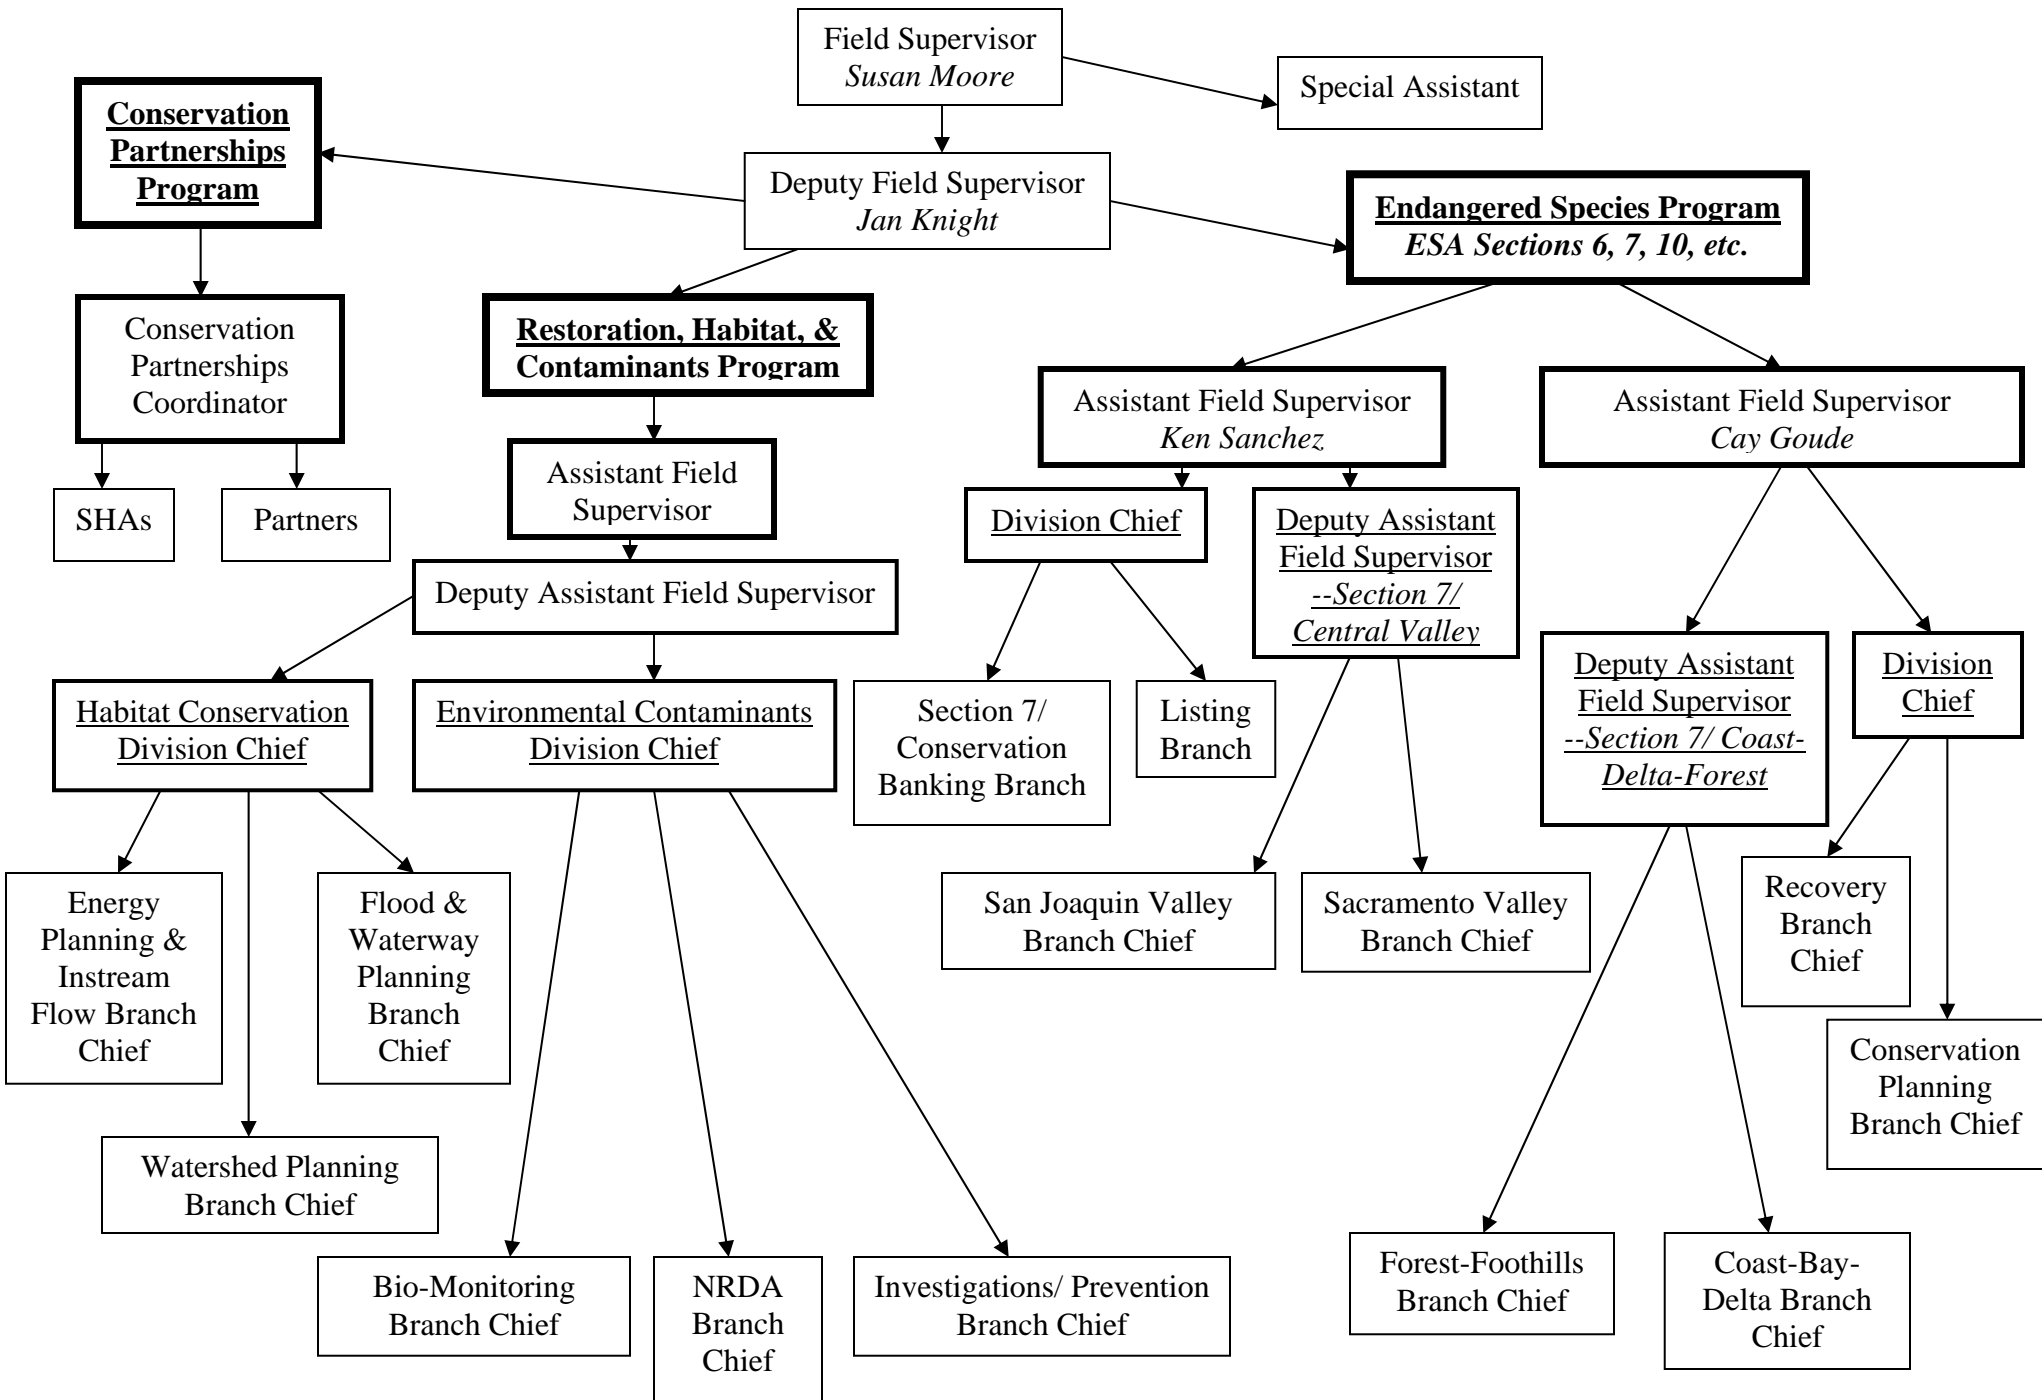 Field Supervisor
Susan Moore
Special Assistant
Conservation
Partnerships
Program
Deputy Field Supervisor
Jan Knight
Endangered Species Program
ESA Sections 6, 7, 10, etc.
Conservation
Partnerships
Coordinator
Restoration, Habitat, &
Contaminants Program
Assistant Field Supervisor
Ken Sanchez
Assistant Field Supervisor
Cay Goude
SHAs
Partners
Assistant Field
Supervisor
Division Chief
Deputy Assistant
Field Supervisor
--Section 7/
Central Valley
Deputy Assistant Field Supervisor
Deputy Assistant
Field Supervisor
--Section 7/ Coast-
Delta-Forest
Division
Chief
Habitat Conservation
Division Chief
Environmental Contaminants
Division Chief
Section 7/
Conservation
Banking Branch
Listing
Branch
Energy
Planning &
Instream
Flow Branch
Chief
Flood &
Waterway
Planning
Branch
Chief
San Joaquin Valley
Branch Chief
Sacramento Valley
Branch Chief
Recovery
Branch
Chief
Conservation
Planning
Branch Chief
Watershed Planning
Branch Chief
Bio-Monitoring
Branch Chief
NRDA
Branch
Chief
Investigations/ Prevention
Branch Chief
Forest-Foothills
Branch Chief
Coast-Bay-
Delta Branch
Chief